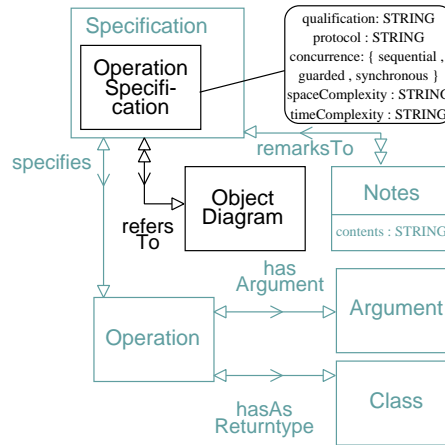 qualification: STRING
protocol : STRING
concurrence: { sequential ,
guarded , synchronous }
spaceComplexity : STRING
timeComplexity : STRING
Specification
Operation
Specifi-
cation
specifies
remarksTo
Notes
contents : STRING
refers
To
Object
Diagram
has
Argument
Argument
Operation
hasAs
Returntype
Class